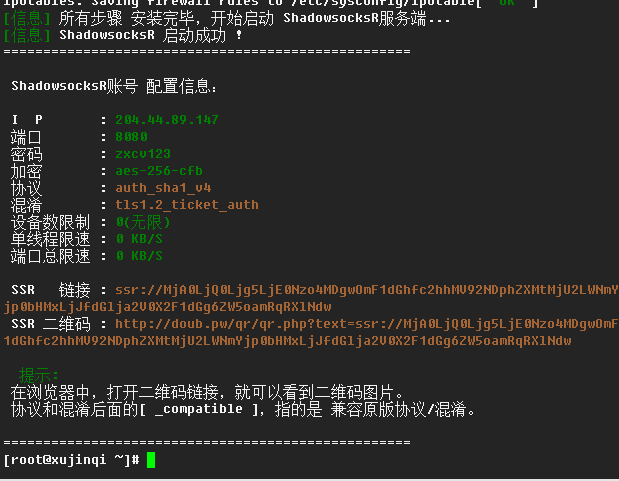 iptables: Saving firewall rules to /etc/sysconfig/iptables[  OK  ]
[信息] 所有步骤 安装完毕，开始启动 ShadowsocksR服务端...
[信息] ShadowsocksR 启动成功 !
===================================================
ShadowsocksR账号 配置信息：
I  P : 204.44.89.147
端口 : 8080
密码 : zxcv123
加密 : aes-256-cfb
协议 : auth_sha1_v4
混淆 : tls1.2_ticket_auth
设备数限制 : 0(无限)
单线程限速 : 0 KB/S
端口总限速 : 0 KB/S
SSR   链接 : ssr://MjA0LjQ0Ljg5LjE0Nzo4MDgwOmF1dGhfc2hhMV92NDphZXMtMjU2LWNmY
jp0bHMxLjJfdGlja2V0X2F1dGg6ZW5oamRqRXlNdw
SSR 二维码 : http://doub.pw/qr/qr.php?text=ssr://MjA0LjQ0Ljg5LjE0Nzo4MDgwOmF
1dGhfc2hhMV92NDphZXMtMjU2LWNmYjp0bHMxLjJfdGlja2V0X2F1dGg6ZW5oamRqRXlNdw
提示：
在浏览器中，打开二维码链接，就可以看到二维码图片。
协议和混淆后面的[ _compatible ]，指的是 兼容原版协议/混淆。
===================================================
[root@xujinqi ~]#